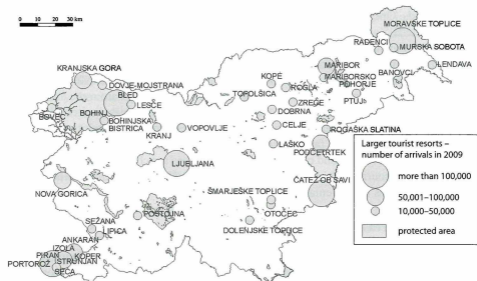 0 10 20 30 km
MORAVSKE TOPLICE
RADENCI
MURSKA SOBOTA
KRANJSKA GORA
MARIBOR
LENDAVA
DOVJE-MOJSTRANA
KOPE
MARIBORSKO
POHORJE
BANOVCI
BLED
ROGLA
TOPOLŠICA
LESCE
ZREČE
PTUJ
BOVEC
BOHINJ
BOHINJSKA
BISTRICA
DOBRNA
VOPOVLJE
CELJE
KRANJ
ROGAŠKA SLATINA
LAŠKO
PODČETRTEK
LJUBLJANA
ČATEŽ OB SAVI
NOVA GORICA
ŠMARJEŠKE TOPLICE
POSTOJNA
OTOČEC
SEŽANA
LIPICA
DOLENJSKE TOPLICE
ANKARAN
IZOLA
PIRAN
KOPER
STRUNJAN
PORTOROŽ
SEČA
Larger tourist resorts –
number of arrivals in 2009
more than 100,000
50,001–100,000
10,000–50,000
protected area